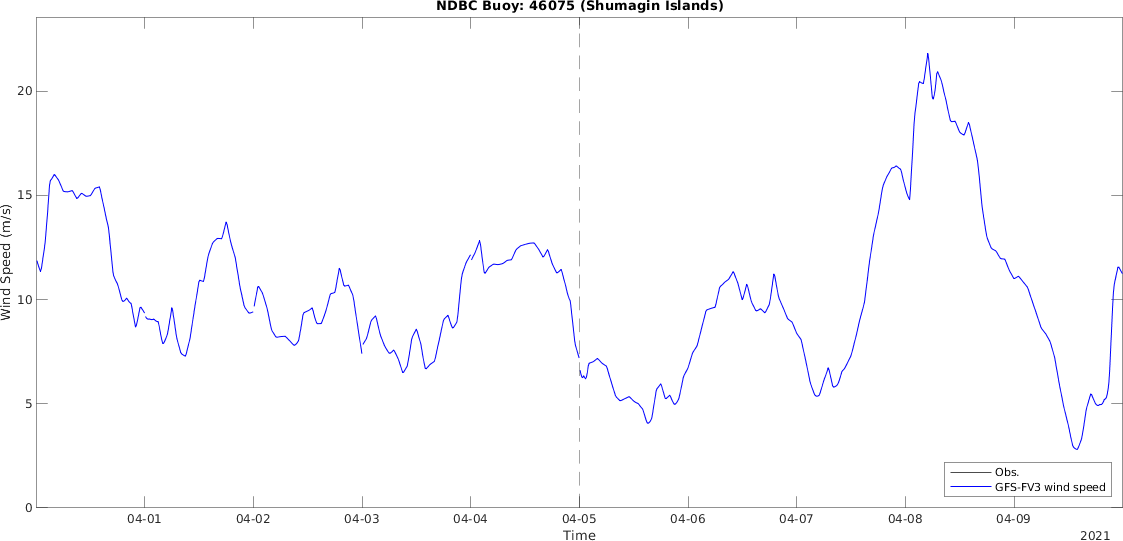 NDBC Buoy: 46075 (Shumagin Islands)
Wind Speed (m/s)
20
15
10
5
0
04-01 04-02 04-03 04-04 04-05 04-06 04-07 04-08 04-09
Time
2021
Obs.
GFS-FV3 wind speed